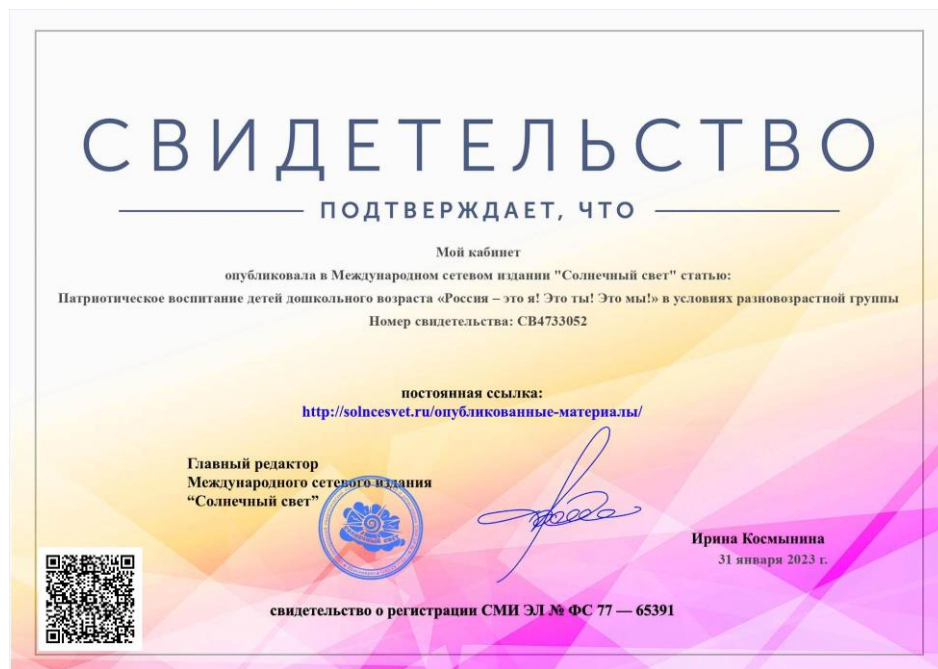 СВИДЕТЕЛЬСТВО
ПОДТВЕРЖДАЕТ, ЧТО
Мой кабинет
опубликовала в Международном сетевом издании "Солнечный свет" статью:
Патриотическое воспитание детей дошкольного возраста «Россия – это я! Это ты! Это мы!» в условиях разновозрастной группы
Номер свидетельства: СВ4733052
постоянная ссылка:
http://solncesvet.ru/опубликованные-материалы/
Главный редактор
Международного сетевого издания
“Солнечный свет”
Ирина Космынина
31 января 2023 г.
свидетельство о регистрации СМИ ЭЛ № ФС 77 — 65391